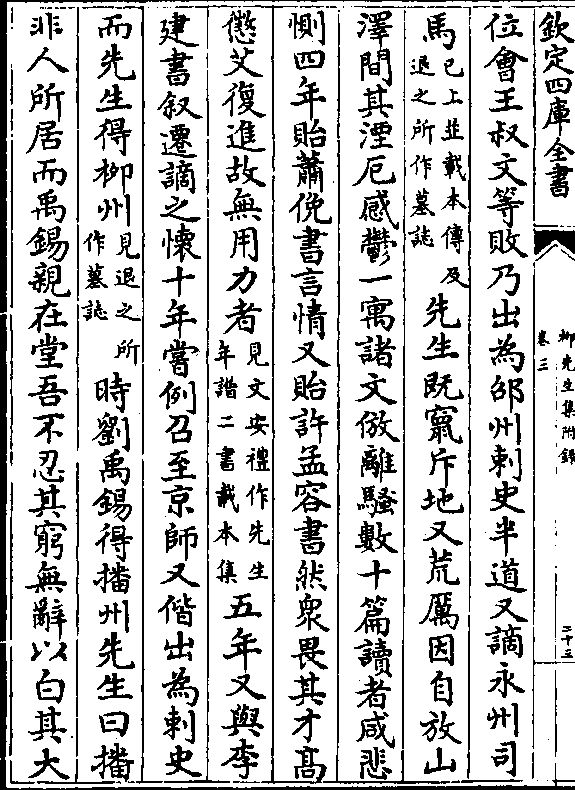 欽定四庫全書
柳先生集附錄
卷三
二十三
位會王叔文等敗乃出為邵州刺史半道又謫永州司
馬已上並載本傳及退之所作墓誌先生既竄斥地又荒厲因自放山
澤間其湮厄感鬱一寓諸文倣離騷數十篇讀者咸悲
惻四年貽蕭俛書言情又貽許孟容書然衆畏其才髙
懲艾復進故無用力者見文安禮作先生年譜二書載本集五年又與李
建書叙遷謫之懷十年嘗例召至京師又偕出為刺史
而先生得栁州見退之所作墓誌時劉禹錫得播州先生曰播
非人所居而禹錫親在堂吾不忍其窮無辭以白其大